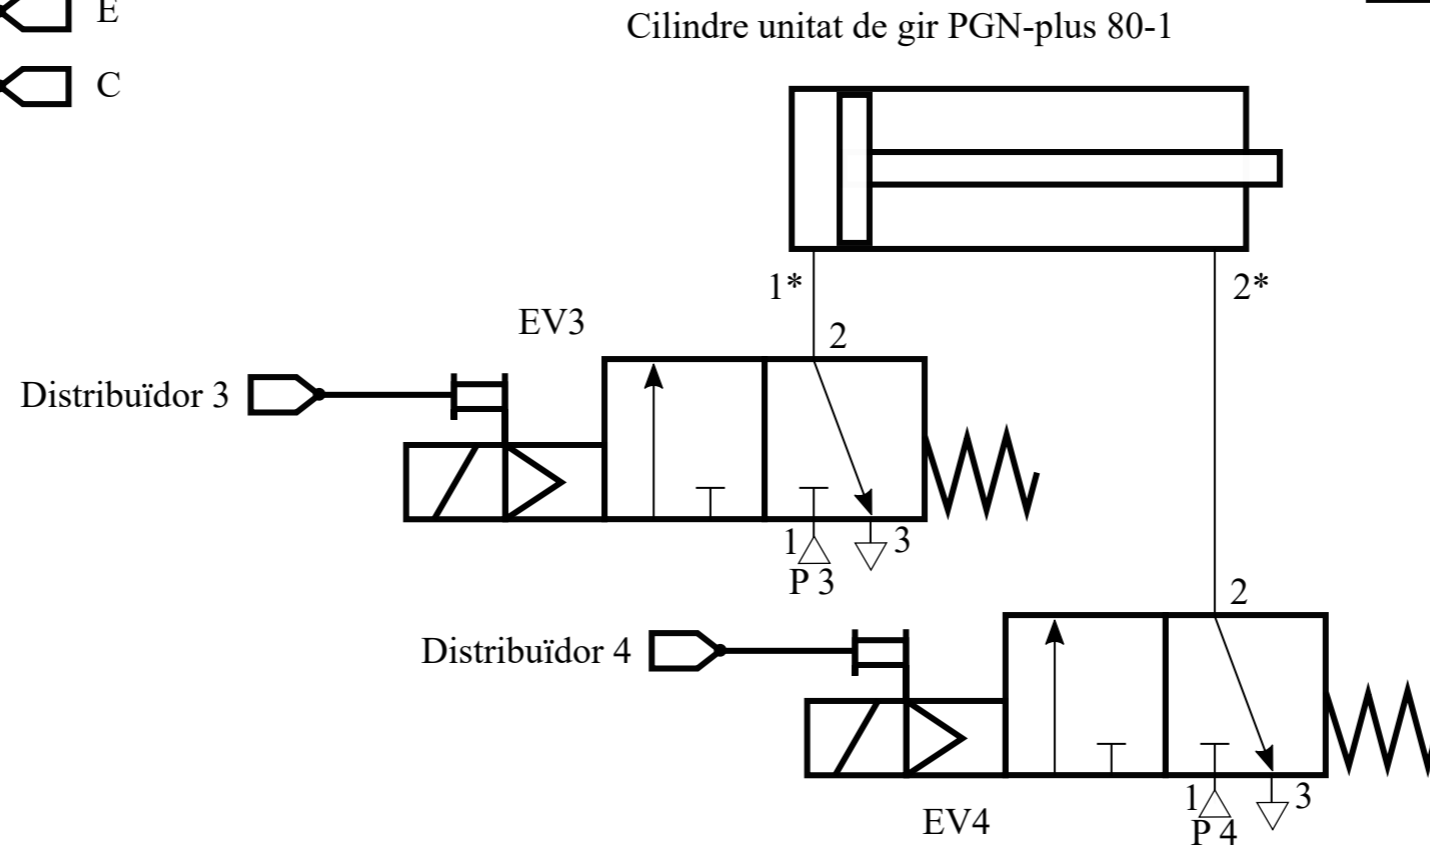 E
Cilindre unitat de gir PGN-plus 80-1
C
1*
2*
EV3
2
Distribuïdor 3
1
3
P 3
2
Distribuïdor 4
1
3
EV4
P 4